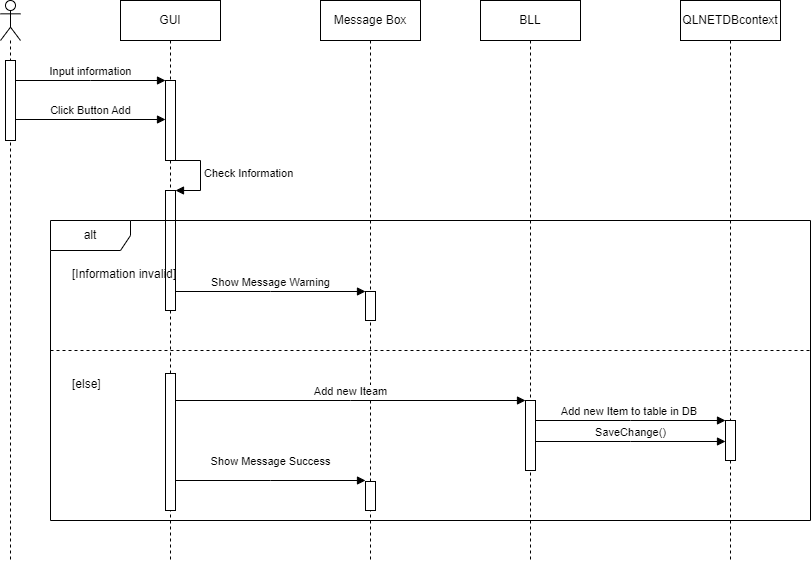 GUI
Message Box
BLL
QLNETDBcontext
Input information
Click Button Add
Check Information
alt
[Information invalid]
Show Message Warning
[else]
Add new Iteam
Add new Item to table in DB
SaveChange()
Show Message Success